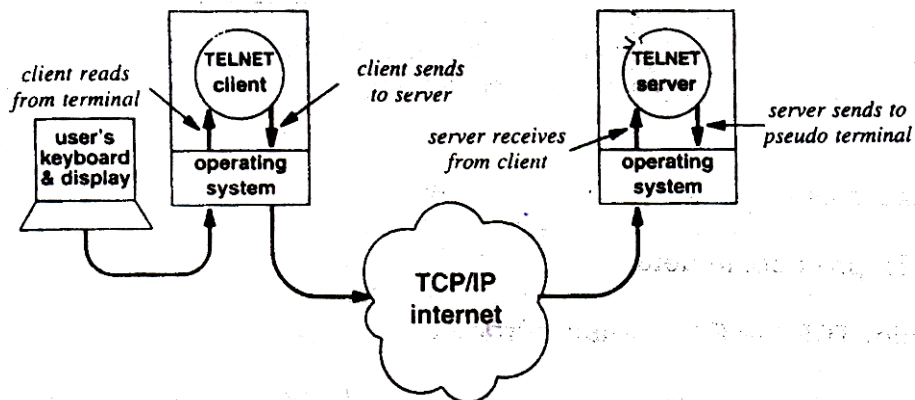 TELNET
client
client reads
from terminal
client sends
to server
user's
keyboard
& display
operating
system
TELNET
server
server receives
from client
server sends to
pseudo terminal
operating
system
TCP/IP
internet